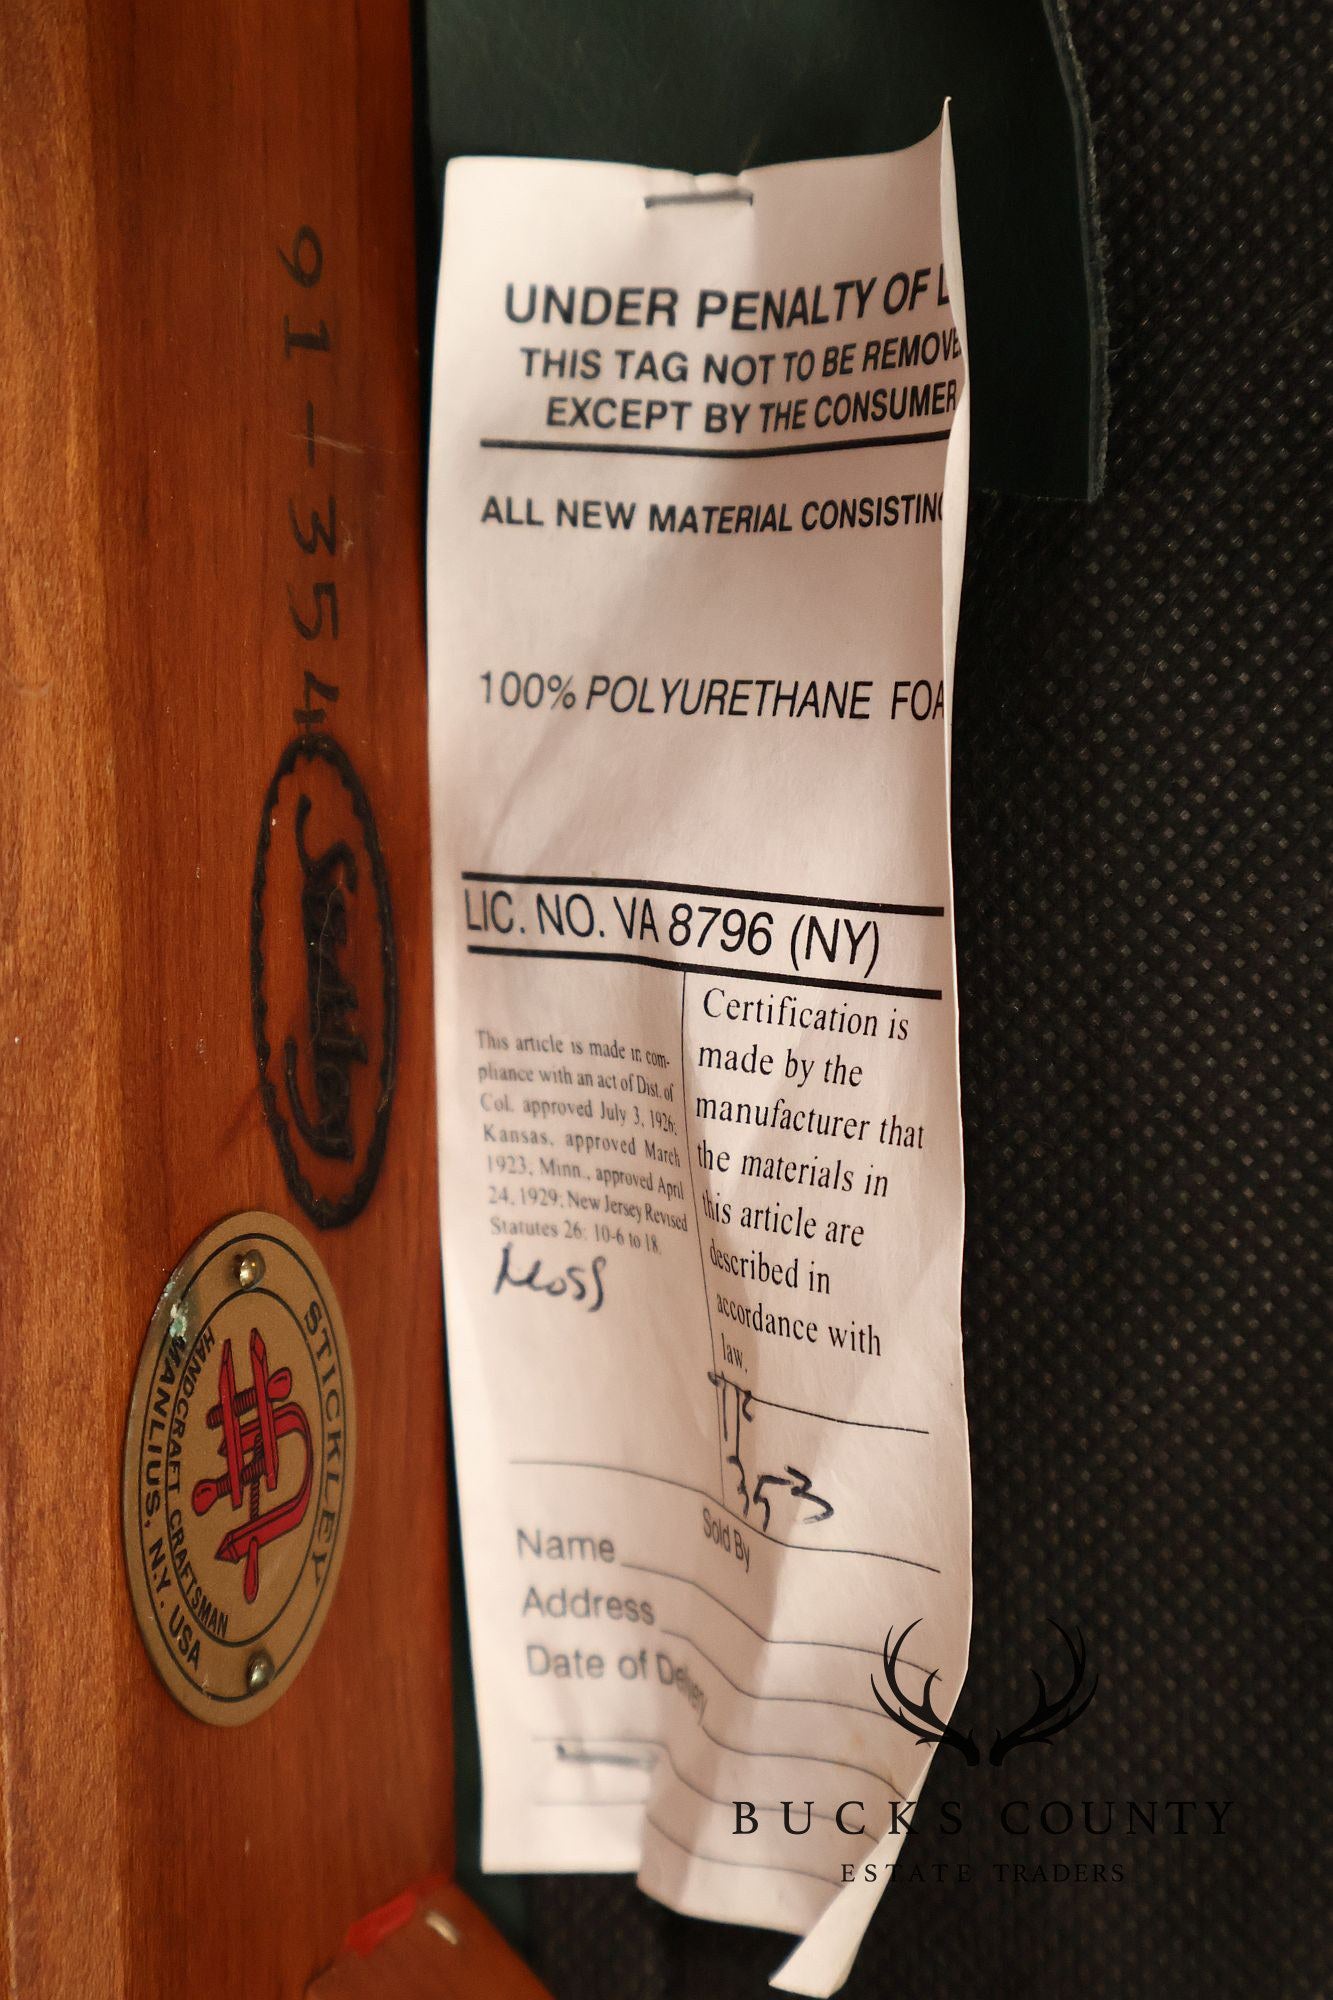 91-354
Stickley
STICKLEY
HANDCRAFT CRAFTSMAN
MANLIUS, N.Y. USA
UNDER PENALTY OF L
THIS TAG NOT TO BE REMOVE
EXCEPT BY THE CONSUMER
ALL NEW MATERIAL CONSISTING
100% POLYURETHANE FOA
LIC. NO. VA 8796 (NY)
This article is made in com-
pliance with an act of Dist. of
Col. approved July 3, 1926;
Kansas, approved March
1923, Minn., approved April
24, 1929; New Jersey Revised
Statutes 26: 10-6 to 18.
Moss
Certification is
made by the
manufacturer that
the materials in
this article are
described in
accordance with
law.
353
Sold By
Name
Address
Date of Delivery
BUCKS COUNTY
ESTATE TRADERS